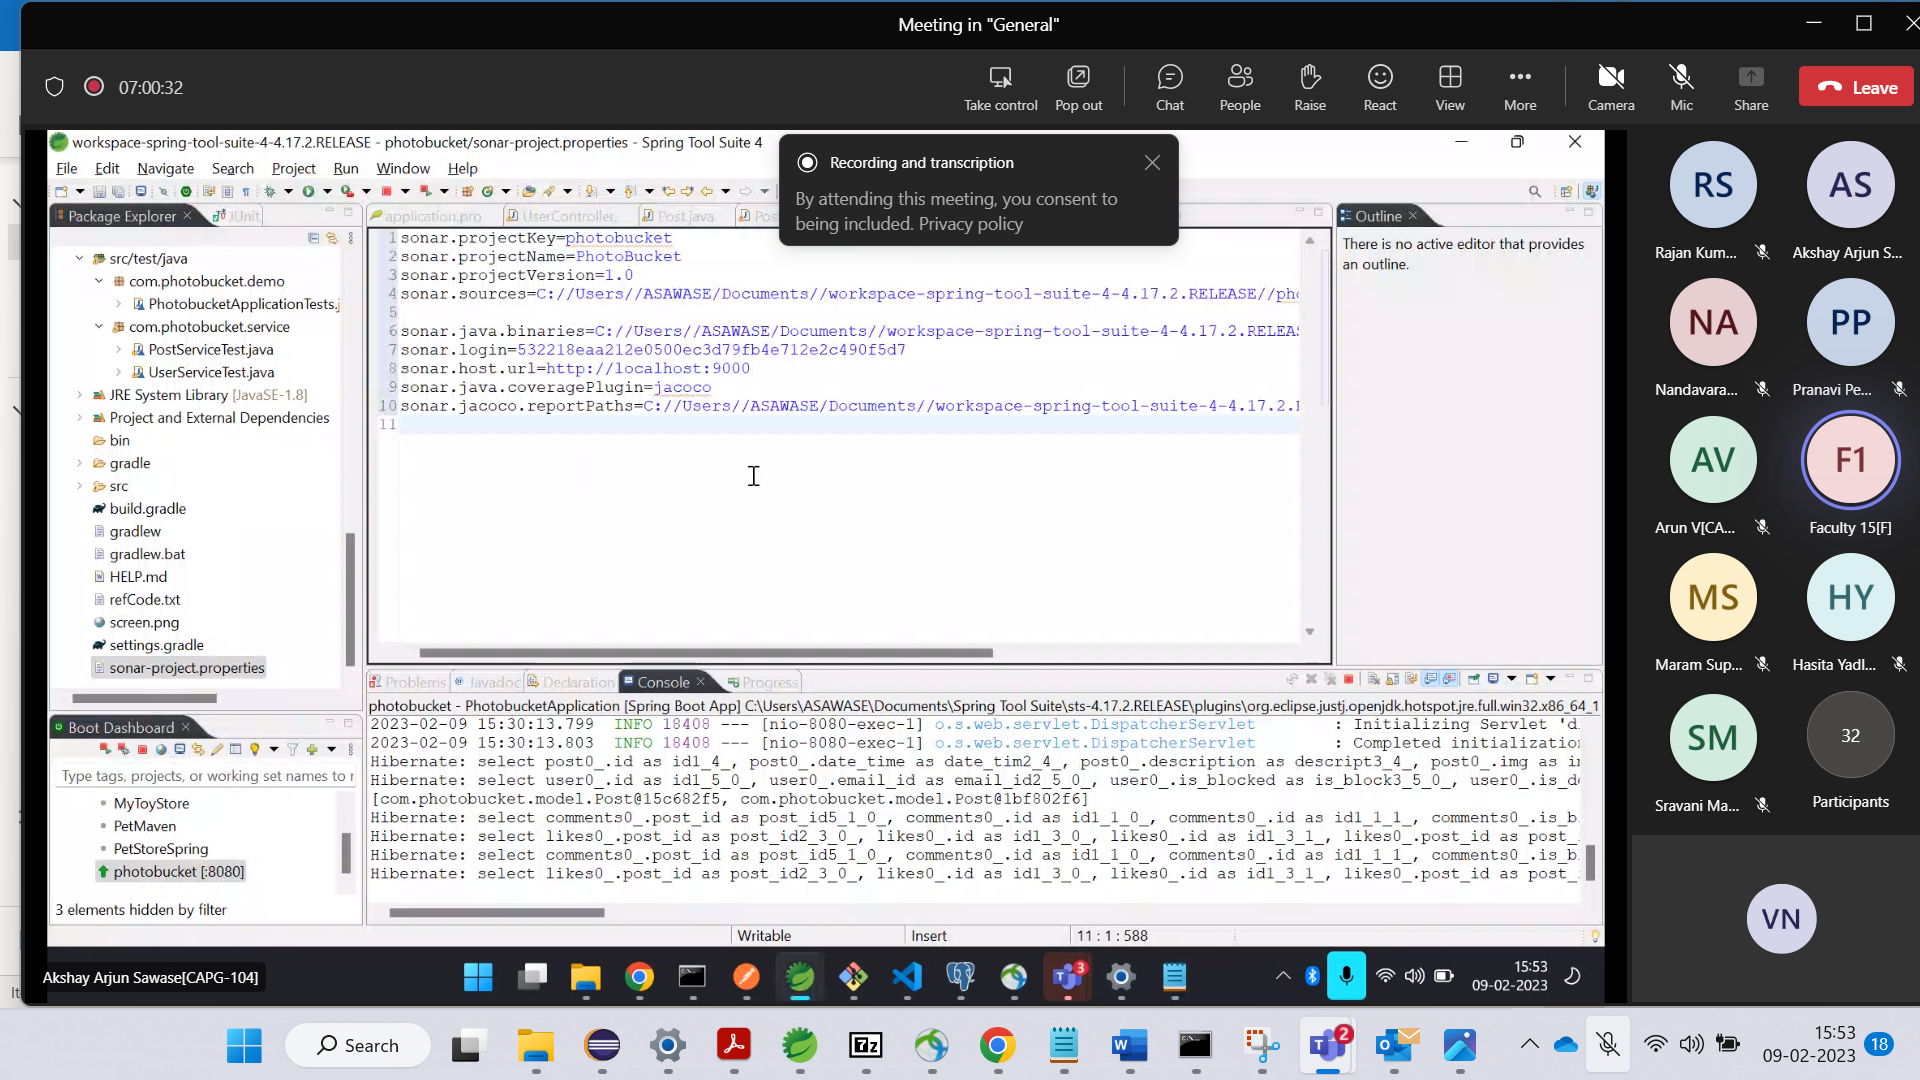 Meeting in "General"
07:00:32
Take control
Pop out
Chat
People
Raise
React
View
More
Camera
Mic
Share
Leave
workspace-spring-tool-suite-4-4.17.2.RELEASE - photobucket/sonar-project.properties - Spring Tool Suite 4
File Edit Navigate Search Project Run Window Help
Recording and transcription
By attending this meeting, you consent to
being included. Privacy policy
Package Explorer
JUnit
application.pro
UserController.
Post.java
Pos
src/test/java
com.photobucket.demo
PhotobucketApplicationTests.j
com.photobucket.service
PostServiceTest.java
UserServiceTest.java
JRE System Library [JavaSE-1.8]
Project and External Dependencies
bin
gradle
src
build.gradle
gradlew
gradlew.bat
HELP.md
refCode.txt
screen.png
settings.gradle
sonar-project.properties
1 sonar.projectKey=photobucket
2 sonar.projectName=PhotoBucket
3 sonar.projectVersion=1.0
4 sonar.sources=C://Users//ASAWASE/Documents//workspace-spring-tool-suite-4-4.17.2.RELEASE//pho
5
6 sonar.java.binaries=C://Users//ASAWASE/Documents//workspace-spring-tool-suite-4-4.17.2.RELEAS
7 sonar.login=532218eaa212e0500ec3d79fb4e712e2c490f5d7
8 sonar.host.url=http://localhost:9000
9 sonar.java.coveragePlugin=jacoco
10 sonar.jacoco.reportPaths=C://Users//ASAWASE/Documents//workspace-spring-tool-suite-4-4.17.2.R
11
Outline
There is no active editor that provides
an outline.
Boot Dashboard
Type tags, projects, or working set names to r
MyToyStore
PetMaven
PetStoreSpring
photobucket [:8080]
3 elements hidden by filter
Problems
Javadoc
Declaration
Console
Progress
photobucket - PhotobucketApplication [Spring Boot App] C:\Users\ASAWASE\Documents\Spring Tool Suite\sts-4.17.2.RELEASE\plugins\org.eclipse.justj.openjdk.hotspot.jre.full.win32.x86_64_1
2023-02-09 15:30:13.799 INFO 18408 --- [nio-8080-exec-1] o.s.web.servlet.DispatcherServlet : Initializing Servlet 'd
2023-02-09 15:30:13.803 INFO 18408 --- [nio-8080-exec-1] o.s.web.servlet.DispatcherServlet : Completed initialization
Hibernate: select post0_.id as id1_4_, post0_.date_time as date_tim2_4_, post0_.description as descript3_4_, post0_.img as im
Hibernate: select user0_.id as id1_5_0_, user0_.email_id as email_id2_5_0_, user0_.is_blocked as is_block3_5_0_, user0_.is_de
[com.photobucket.model.Post@15c682f5, com.photobucket.model.Post@1bf802f6]
Hibernate: select comments0_.post_id as post_id5_1_0_, comments0_.id as id1_1_0_, comments0_.id as id1_1_1_, comments0_.is_b
Hibernate: select likes0_.post_id as post_id2_3_0_, likes0_.id as id1_3_0_, likes0_.id as id1_3_1_, likes0_.post_id as post_
Hibernate: select comments0_.post_id as post_id5_1_0_, comments0_.id as id1_1_0_, comments0_.id as id1_1_1_, comments0_.is_b
Hibernate: select likes0_.post_id as post_id2_3_0_, likes0_.id as id1_3_0_, likes0_.id as id1_3_1_, likes0_.post_id as post_
Writable
Insert
11 : 1 : 588
Akshay Arjun Sawase[CAPG-104]
3
15:53
09-02-2023
RS
Rajan Kum...
AS
Akshay Arjun S...
NA
Nandavara...
PP
Pranavi Pe...
AV
Arun V[CA...
F1
Faculty 15[F]
MS
Maram Sup...
HY
Hasita Yadl...
SM
Sravani Ma...
32
Participants
VN
It
Search
7z
2
15:53
09-02-2023
18